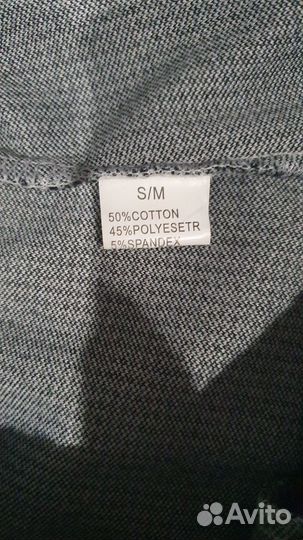 S/M
50%COTTON
45%POLYESETR
5%SPANDEX
Avito